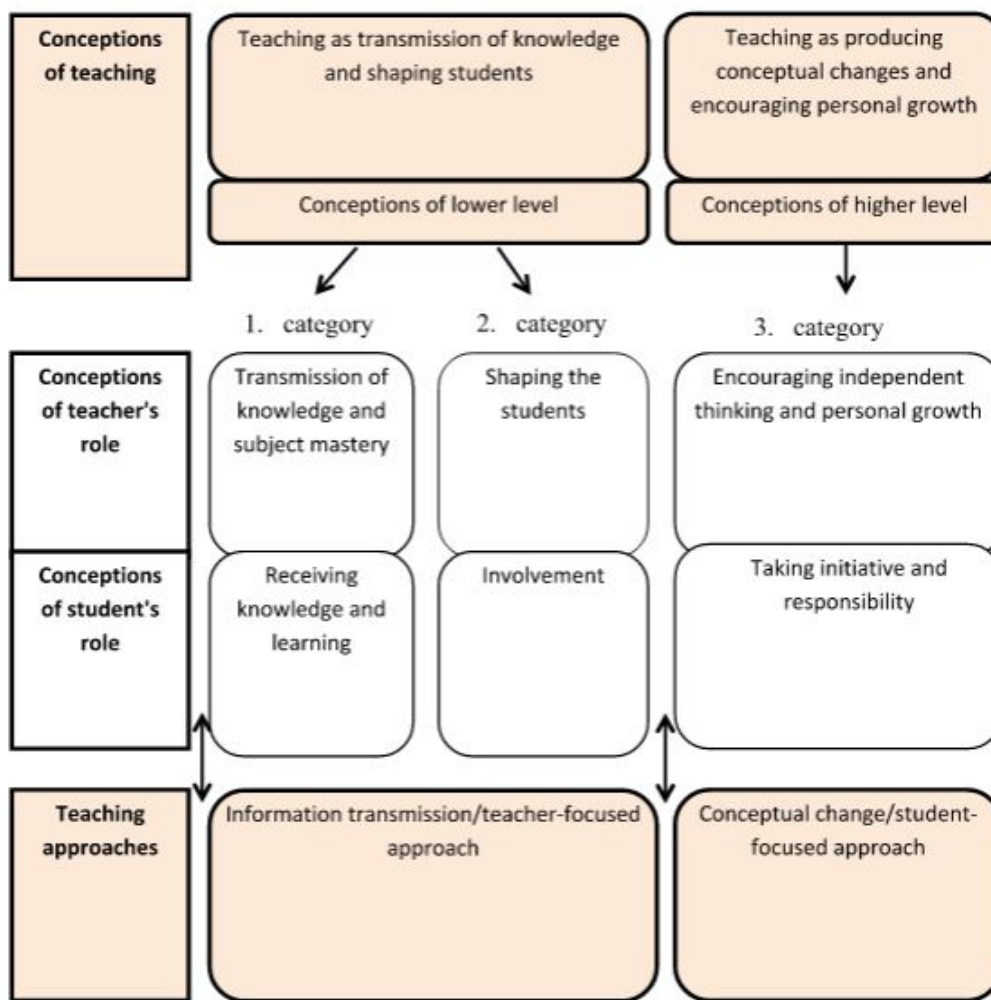 Conceptions
of teaching
Teaching as transmission of knowledge
and shaping students
Teaching as producing
conceptual changes and
encouraging personal growth
Conceptions of lower level
Conceptions of higher level
1. category
2. category
3. category
Conceptions
of teacher's
role
Transmission of
knowledge and
subject mastery
Shaping the
students
Encouraging independent
thinking and personal growth
Conceptions
of student's
role
Receiving
knowledge and
learning
Involvement
Taking initiative and
responsibility
Teaching
approaches
Information transmission/teacher-focused
approach
Conceptual change/student-
focused approach